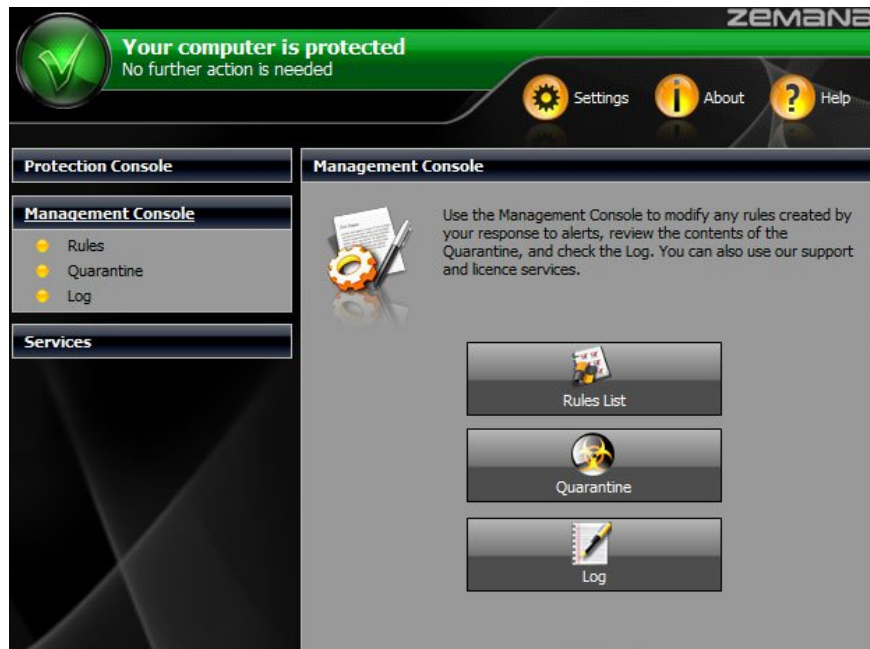 ZEMANA
Your computer is protected
No further action is needed
Settings
About
Help
Protection Console
Management Console
Rules
Quarantine
Log
Services
Management Console
Use the Management Console to modify any rules created by
your response to alerts, review the contents of the
Quarantine, and check the Log. You can also use our support
and licence services.
Rules List
Quarantine
Log